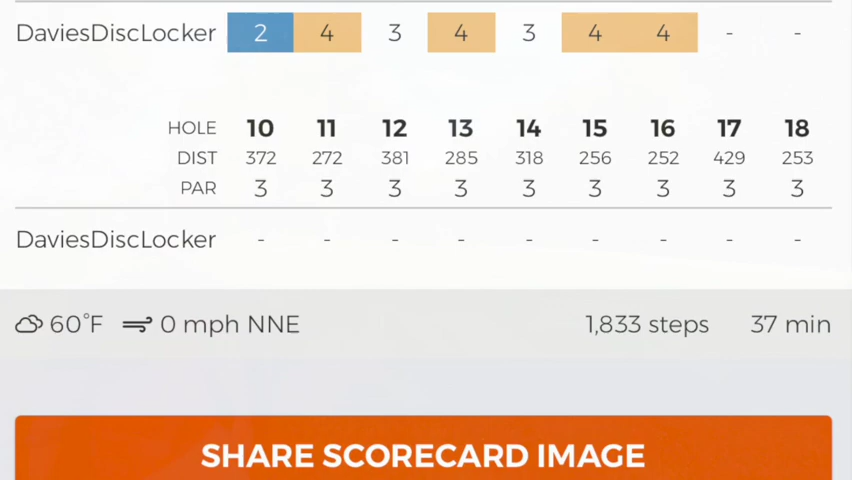 DaviesDiscLocker 2 4 3 4 3 4 4 - -
HOLE 10 11 12 13 14 15 16 17 18
DIST 372 272 381 285 318 256 252 429 253
PAR 3 3 3 3 3 3 3 3 3
DaviesDiscLocker - - - - - - - - -
60°F 0 mph NNE 1,833 steps 37 min
SHARE SCORECARD IMAGE